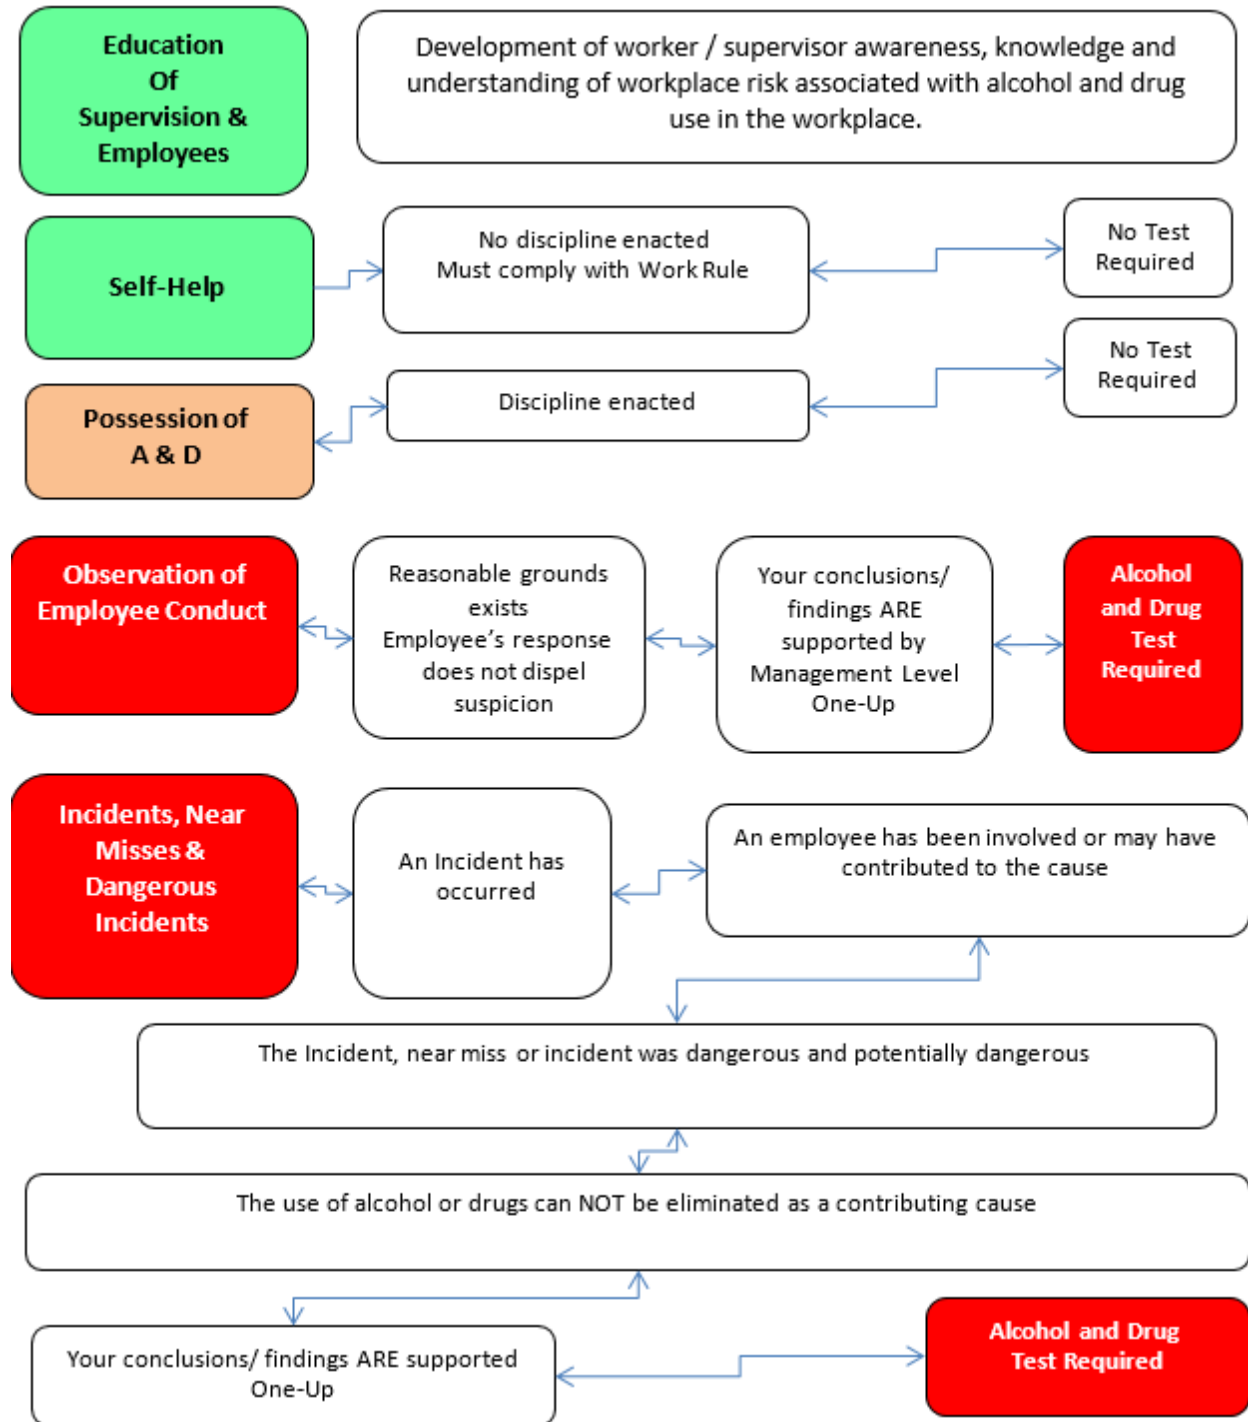 Education
Of
Supervision &
Employees
Development of worker / supervisor awareness, knowledge and
understanding of workplace risk associated with alcohol and drug
use in the workplace.
Self-Help
No discipline enacted
Must comply with Work Rule
No Test
Required
Possession of
A & D
Discipline enacted
No Test
Required
Observation of
Employee Conduct
Reasonable grounds
exists
Employee’s response
does not dispel
suspicion
Your conclusions/
findings ARE
supported by
Management Level
One-Up
Alcohol
and Drug
Test
Required
Incidents, Near
Misses &
Dangerous
Incidents
An Incident has
occurred
An employee has been involved or may have
contributed to the cause
The Incident, near miss or incident was dangerous and potentially dangerous
The use of alcohol or drugs can NOT be eliminated as a contributing cause
Your conclusions/ findings ARE supported
One-Up
Alcohol and Drug
Test Required